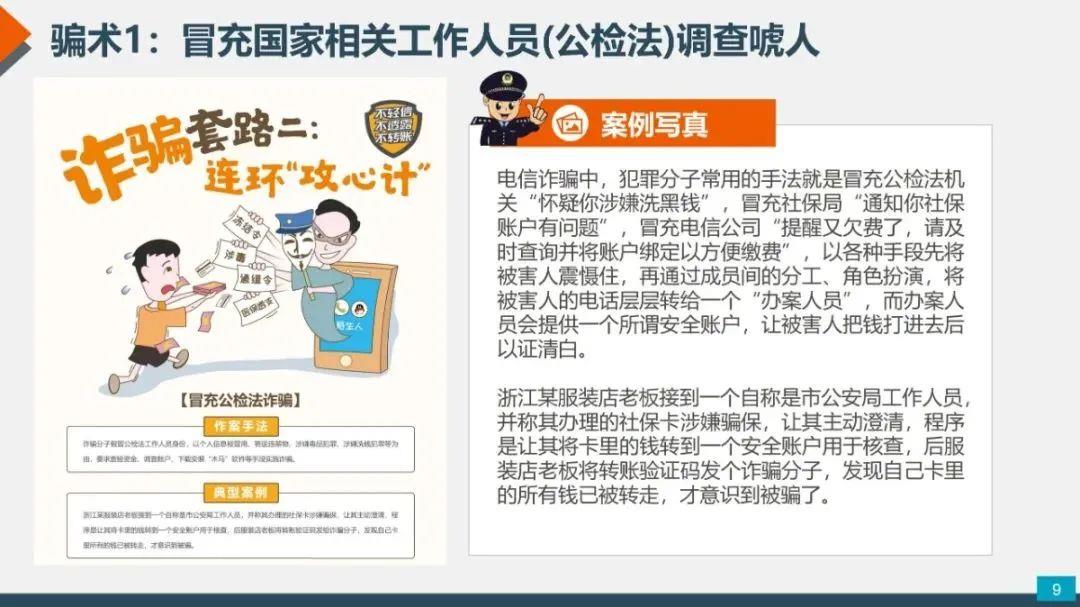 骗术1：冒充国家相关工作人员(公检法)调查唬人
诈骗套路二：
连环“攻心计”
不轻信
不透露
不转账
冻结令
涉毒
通缉令
医保透诈
陌生人
【冒充公检法诈骗】
作案手法
诈骗分子假冒公检法工作人员身份，以个人信息被冒用、寄送违禁物、涉嫌毒品犯罪、涉嫌洗钱犯罪等为
由，要求查验资金、调查账户、下载安装“木马”软件等手段实施诈骗。
典型案例
浙江某服装店老板接到一个自称是市公安局工作人员，并称其办理的社保卡涉嫌骗保，让其主动澄清，程
序是让其将卡里的钱转到一个安全账户用于核查，后服装店老板将转账验证码发给诈骗分子，发现自己卡
里所有的钱已被转走，才意识到被骗。
案例写真
电信诈骗中，犯罪分子常用的手法就是冒充公检法机
关“怀疑你涉嫌洗黑钱”，冒充社保局“通知你社保
账户有问题”，冒充电信公司“提醒又欠费了，请及
时查询并将账户绑定以方便缴费”，以各种手段先将
被害人震慑住，再通过成员间的分工、角色扮演，将
被害人的电话层层转给一个“办案人员”，而办案人
员会提供一个所谓安全账户，让被害人把钱打进去后
以证清白。
浙江某服装店老板接到一个自称是市公安局工作人员，
并称其办理的社保卡涉嫌骗保，让其主动澄清，程序
是让其将卡里的钱转到一个安全账户用于核查，后服
装店老板将转账验证码发个诈骗分子，发现自己卡里
的所有钱已被转走，才意识到被骗了。
9